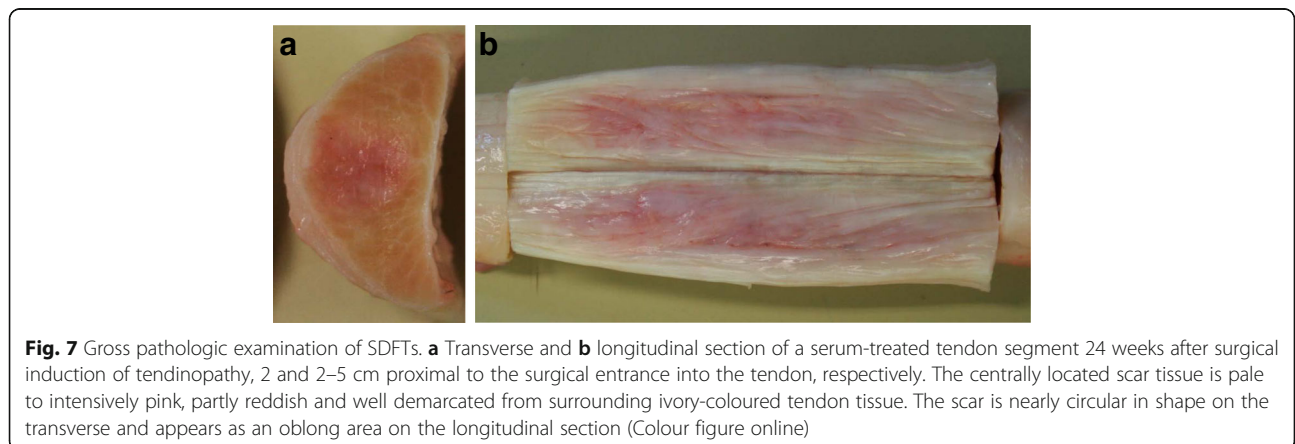 a b
Fig. 7 Gross pathologic examination of SDFTs. a Transverse and b longitudinal section of a serum-treated tendon segment 24 weeks after surgical
induction of tendinopathy, 2 and 2–5 cm proximal to the surgical entrance into the tendon, respectively. The centrally located scar tissue is pale
to intensively pink, partly reddish and well demarcated from surrounding ivory-coloured tendon tissue. The scar is nearly circular in shape on the
transverse and appears as an oblong area on the longitudinal section (Colour figure online)